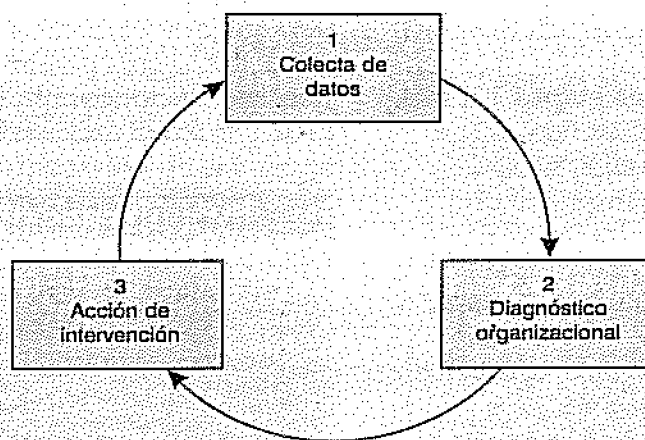 1
Colecta de
datos
2
Diagnóstico
organizacional
3
Acción de
intervención